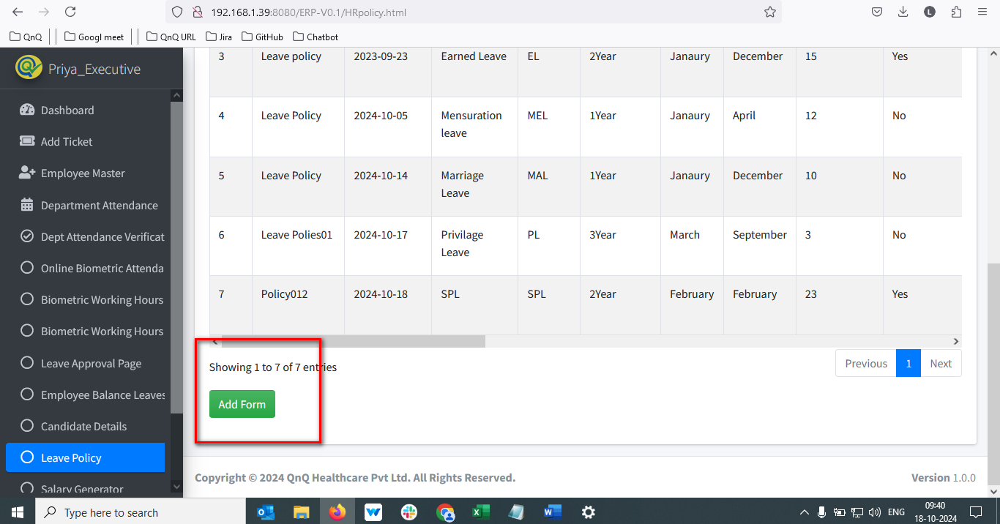 192.168.1.39:8080/ERP-V0.1/HRpolicy.html
L
QnQ Googl meet QnQ URL Jira GitHub Chatbot
Priya_Executive
Dashboard
Add Ticket
Employee Master
Department Attendance
Dept Attendance Verificat
Online Biometric Attenda
Biometric Working Hours
Biometric Working Hours
Leave Approval Page
Employee Balance Leaves
Candidate Details
Leave Policy
Salary Generator
3 Leave policy 2023-09-23 Earned Leave EL 2Year Janaury December 15 Yes
4 Leave Policy 2024-10-05 Mensuration MEL 1Year Janaury April 12 No
leave
5 Leave Policy 2024-10-14 Marriage MAL 1Year Janaury December 10 No
Leave
6 Leave Polies01 2024-10-17 Privilage PL 3Year March September 3 No
Leave
7 Policy012 2024-10-18 SPL SPL 2Year February February 23 Yes
Showing 1 to 7 of 7 entries
Previous 1 Next
Add Form
Copyright © 2024 QnQ Healthcare Pvt Ltd. All Rights Reserved.
Version 1.0.0
Type here to search
ENG
09:40
18-10-2024